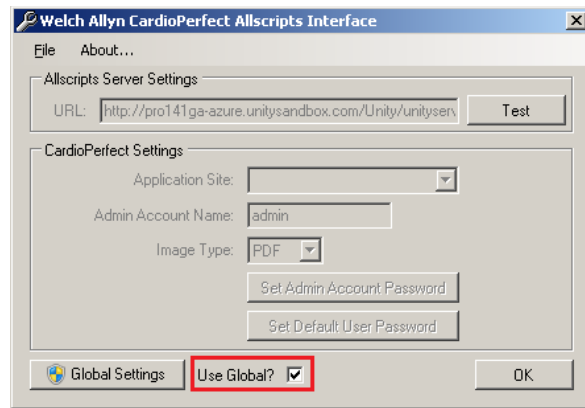 Welch Allyn CardioPerfect Allscripts Interface
File About...
Allscripts Server Settings
URL: http://pro141ga-azure.unitysandbox.com/Unity/unityserv Test
CardioPerfect Settings
Application Site:
Admin Account Name: admin
Image Type: PDF
Set Admin Account Password
Set Default User Password
Global Settings Use Global? OK